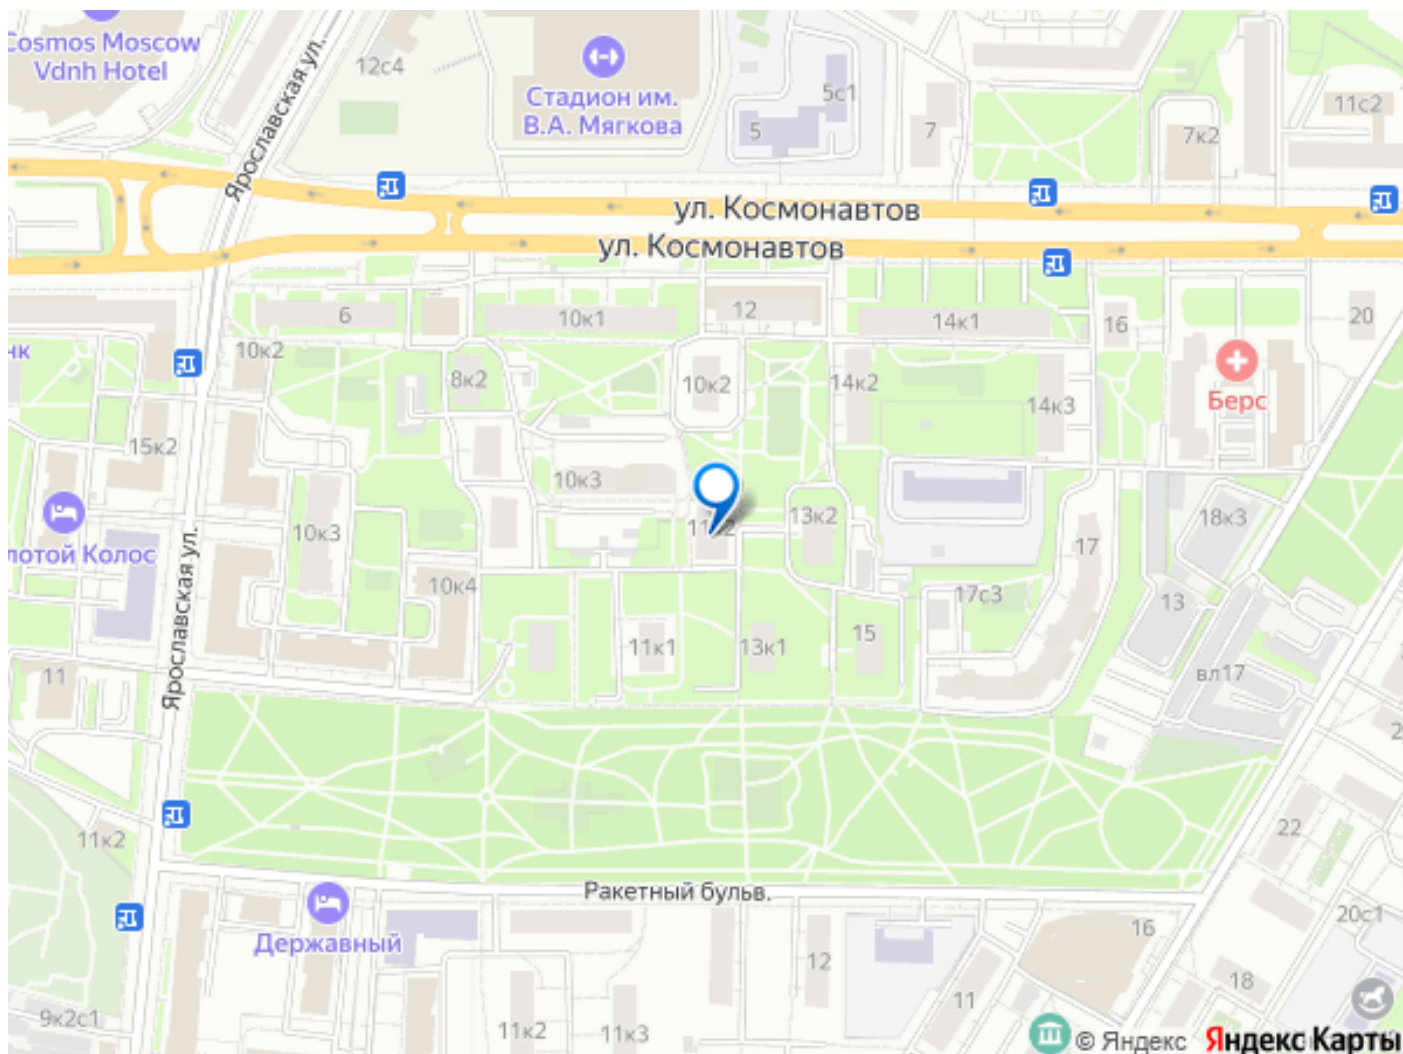 Cosmos Moscow
Vdnh Hotel
12с4
Ярославская ул.
Стадион им.
В.А. Мягкова
5с1
5
7
11с2
7к2
ул. Космонавтов
ул. Космонавтов
6
10к1
12
14к1
16
20
нк
10к2
8к2
10к2
14к2
14к3
Берс
15к2
10к3
10к3
13к2
18к3
лотой Колос
17
10к4
17с3
13
Ярославская ул.
11к1
13к1
15
вл17
11
22
11к2
Ракетный бульв.
Державный
20с1
16
12
18
11
9к2с1
11к2
11к3
© Яндекс
Яндекс Карты